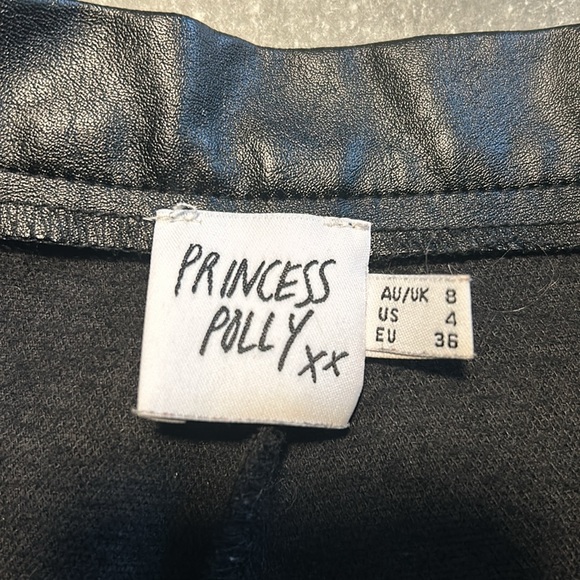 PRINCESS
POLLY xx
AU/UK 8
US 4
EU 36